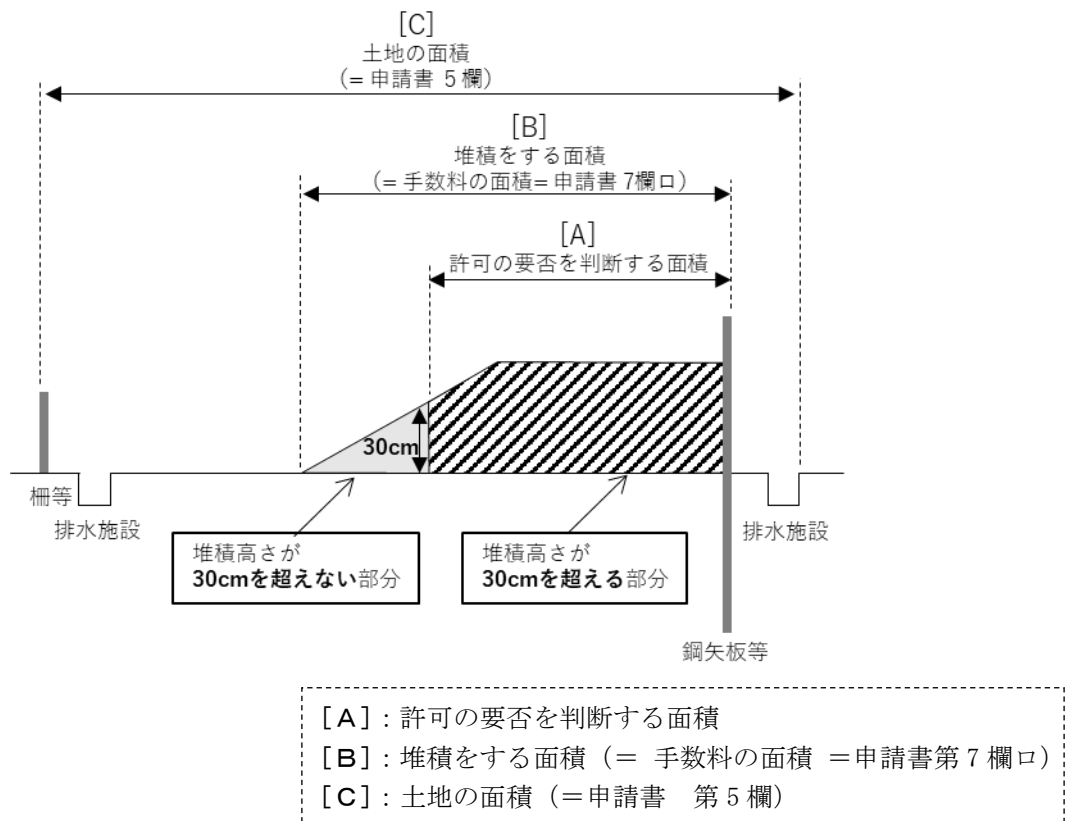 [C]
土地の面積
(= 申請書 5 欄)
[B]
堆積をする面積
(= 手数料の面積= 申請書 7欄ロ)
[A]
許可の要否を判断する面積
30cm
柵等
排水施設
排水施設
堆積高さが
30cmを超えない部分
堆積高さが
30cmを超える部分
鋼矢板等
[A]:許可の要否を判断する面積
[B]:堆積をする面積(= 手数料の面積 =申請書第7欄ロ)
[C]:土地の面積(=申請書 第5欄)